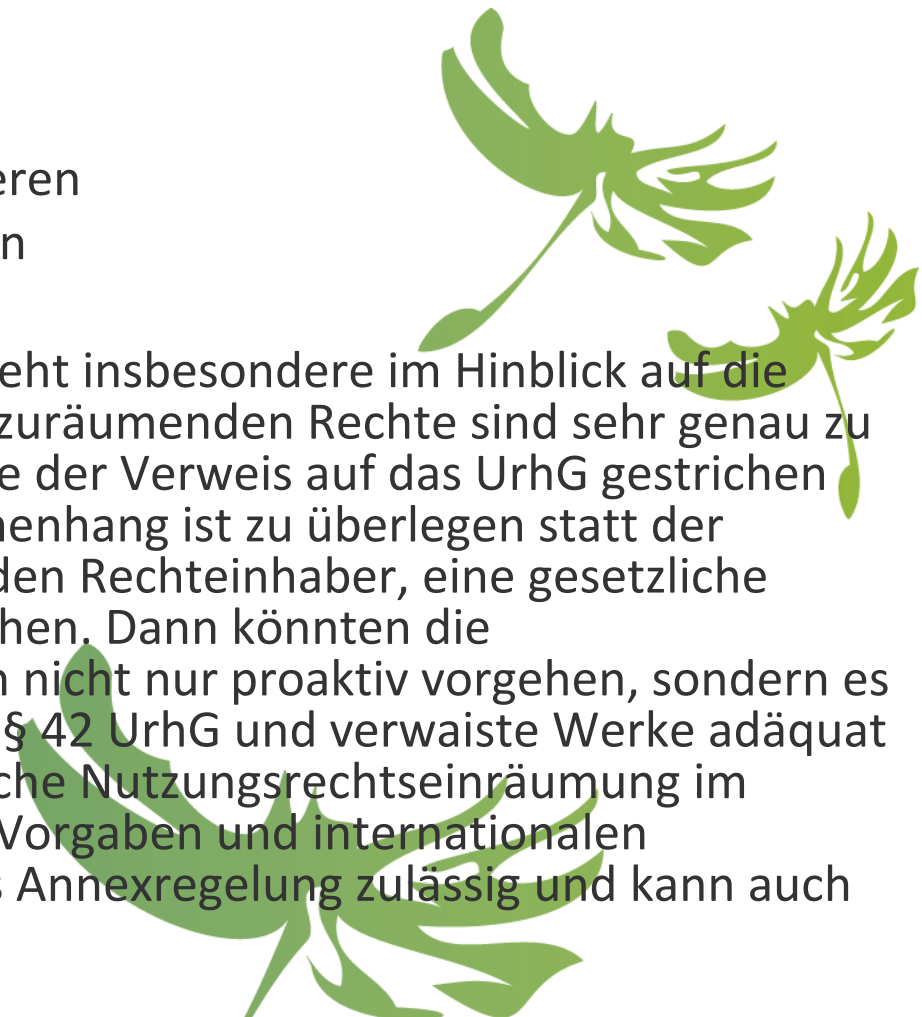 eren
n
eht insbesondere im Hinblick auf die
zuräumenden Rechte sind sehr genau zu
e der Verweis auf das UrhG gestrichen
nenhang ist zu überlegen statt der
den Rechteinhaber, eine gesetzliche
hen. Dann könnten die
n nicht nur proaktiv vorgehen, sondern es
§ 42 UrhG und verwaiste Werke adäquat
che Nutzungsrechtseinräumung im
Vorgaben und internationalen
s Annexregelung zulässig und kann auch